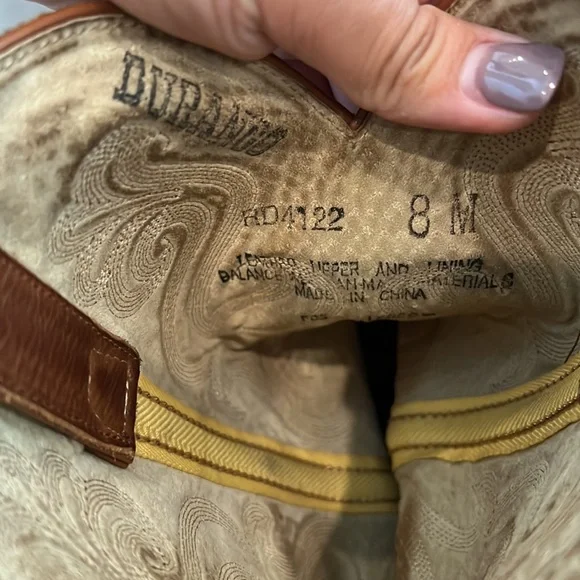 DURANGO
RD4122 8 M
LEATHER UPPER AND LINING
BALANCE MAN-MADE MATERIALS
MADE IN CHINA